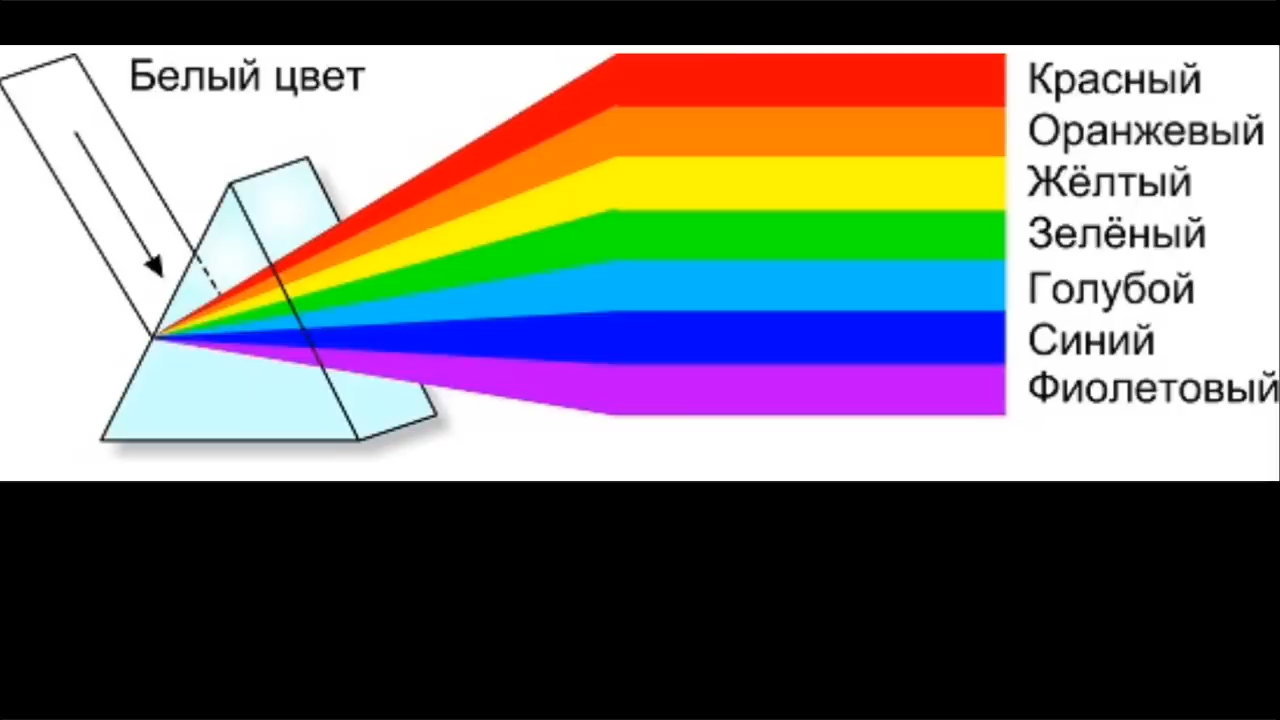 Белый цвет
Красный
Оранжевый
Жёлтый
Зелёный
Голубой
Синий
Фиолетовый